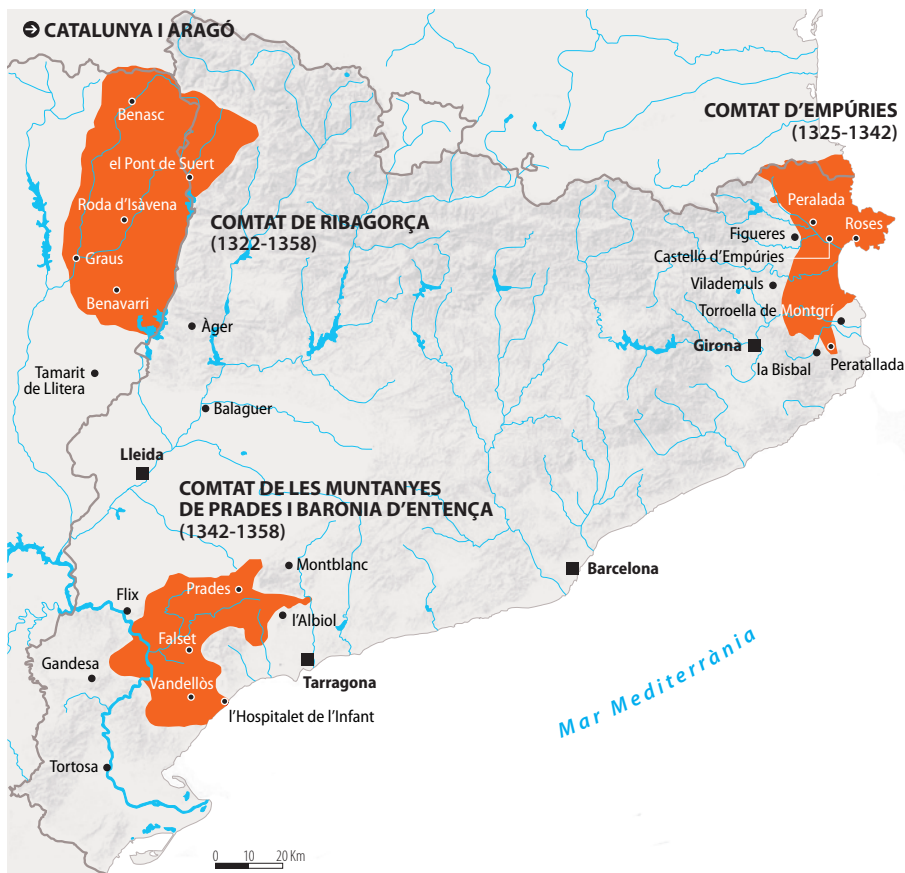 CATALUNYA I ARAGÓ
COMTAT D'EMPÚRIES
(1325-1342)
Benasc
el Pont de Suert
Roda d'Isàvena
Graus
Benavarri
COMTAT DE RIBAGORÇA
(1322-1358)
Peralada
Roses
Figueres
Castelló d'Empúries
Vilademuls
Torroella de Montgrí
Girona
la Bisbal
Peratallada
Àger
Tamarit
de Llitera
Balaguer
Lleida
COMTAT DE LES MUNTANYES
DE PRADES I BARONIA D'ENTENÇA
(1342-1358)
Montblanc
Barcelona
Prades
Flix
l'Albiol
Falset
Gandesa
Tarragona
Vandellòs
l'Hospitalet de l'Infant
Mar Mediterrània
Tortosa
0 10 20 Km